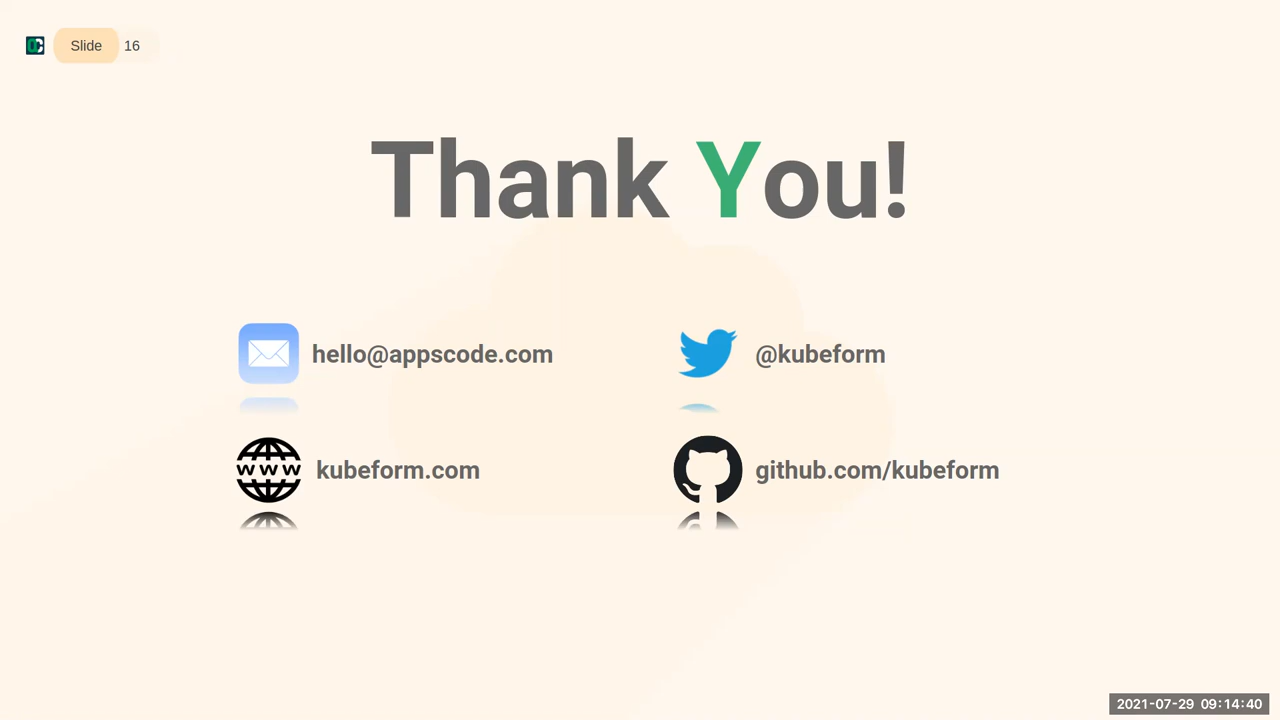 Slide 16
Thank You!
hello@appscode.com
@kubeform
www
kubeform.com
github.com/kubeform
2021-07-29 09:14:40